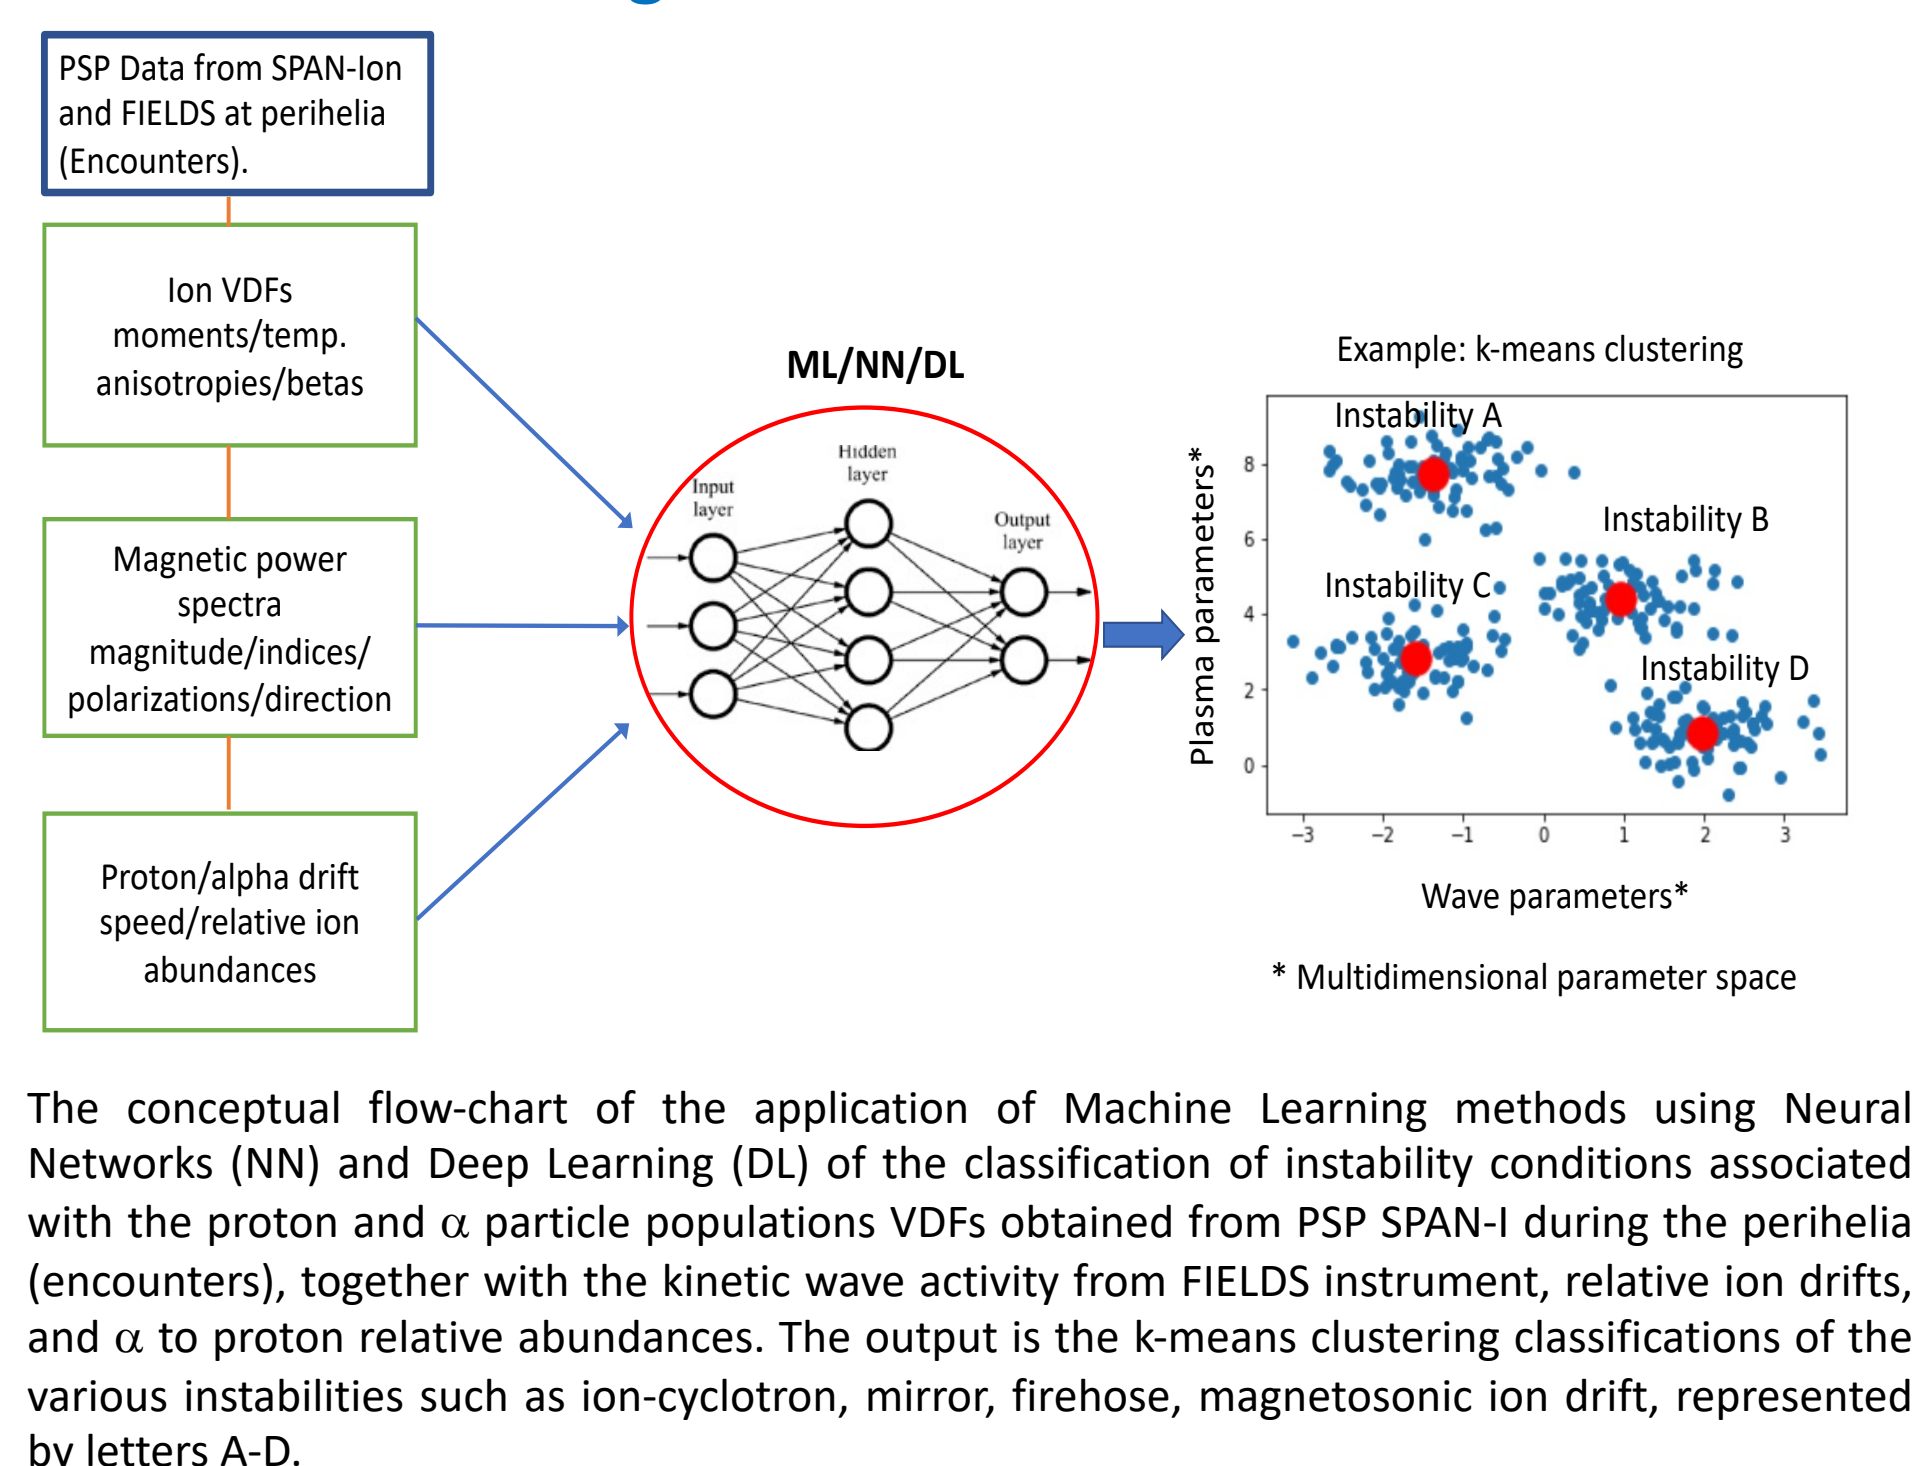 PSP Data from SPAN-Ion
and FIELDS at perihelia
(Encounters).
Ion VDFs
moments/temp.
anisotropies/betas
Magnetic power
spectra
magnitude/indices/
polarizations/direction
Proton/alpha drift
speed/relative ion
abundances
ML/NN/DL
Input
layer
Hidden
layer
Output
layer
Example: k-means clustering
Instability A
Instability B
Instability C
Instability D
Plasma parameters*
8
6
4
2
0
−3 −2 −1 0 1 2 3
Wave parameters*
* Multidimensional parameter space
The conceptual flow-chart of the application of Machine Learning methods using Neural
Networks (NN) and Deep Learning (DL) of the classification of instability conditions associated
with the proton and α particle populations VDFs obtained from PSP SPAN-I during the perihelia
(encounters), together with the kinetic wave activity from FIELDS instrument, relative ion drifts,
and α to proton relative abundances. The output is the k-means clustering classifications of the
various instabilities such as ion-cyclotron, mirror, firehose, magnetosonic ion drift, represented
by letters A-D.